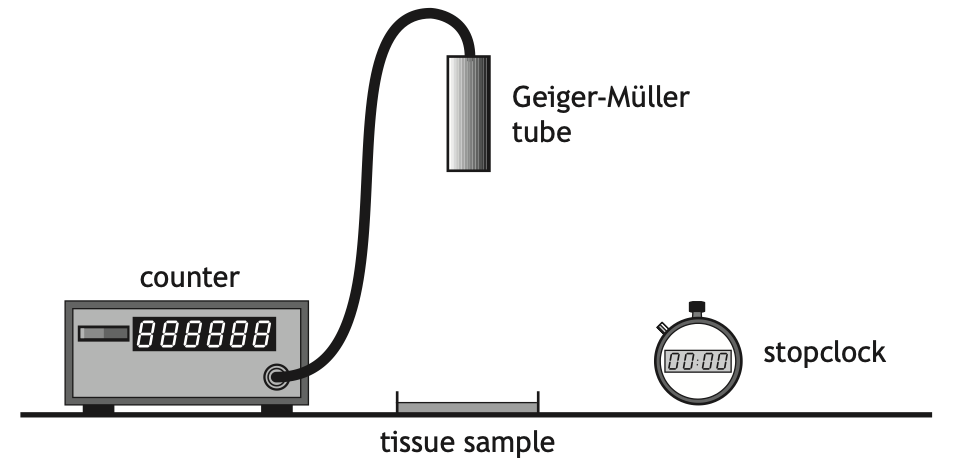 Geiger-Müller
tube
counter
888888
00:00
stopclock
tissue sample